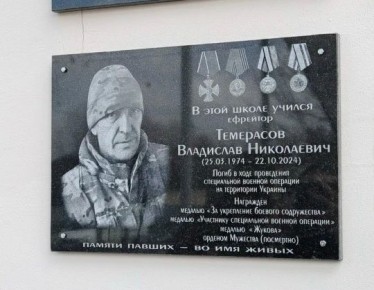 В этой школе учился
ефрейтор
Темерасов
Владислав Николаевич
(25.03.1974 – 22.10.2024)
Погиб в ходе проведения
специальной военной операции
на территории Украины
Награжден
медалью «За укрепление боевого содружества»
медалью «Участнику специальной военной операции»
медалью «Жукова»
орденом Мужества (посмертно)
ПАМЯТИ ПАВШИХ – ВО ИМЯ ЖИВЫХ